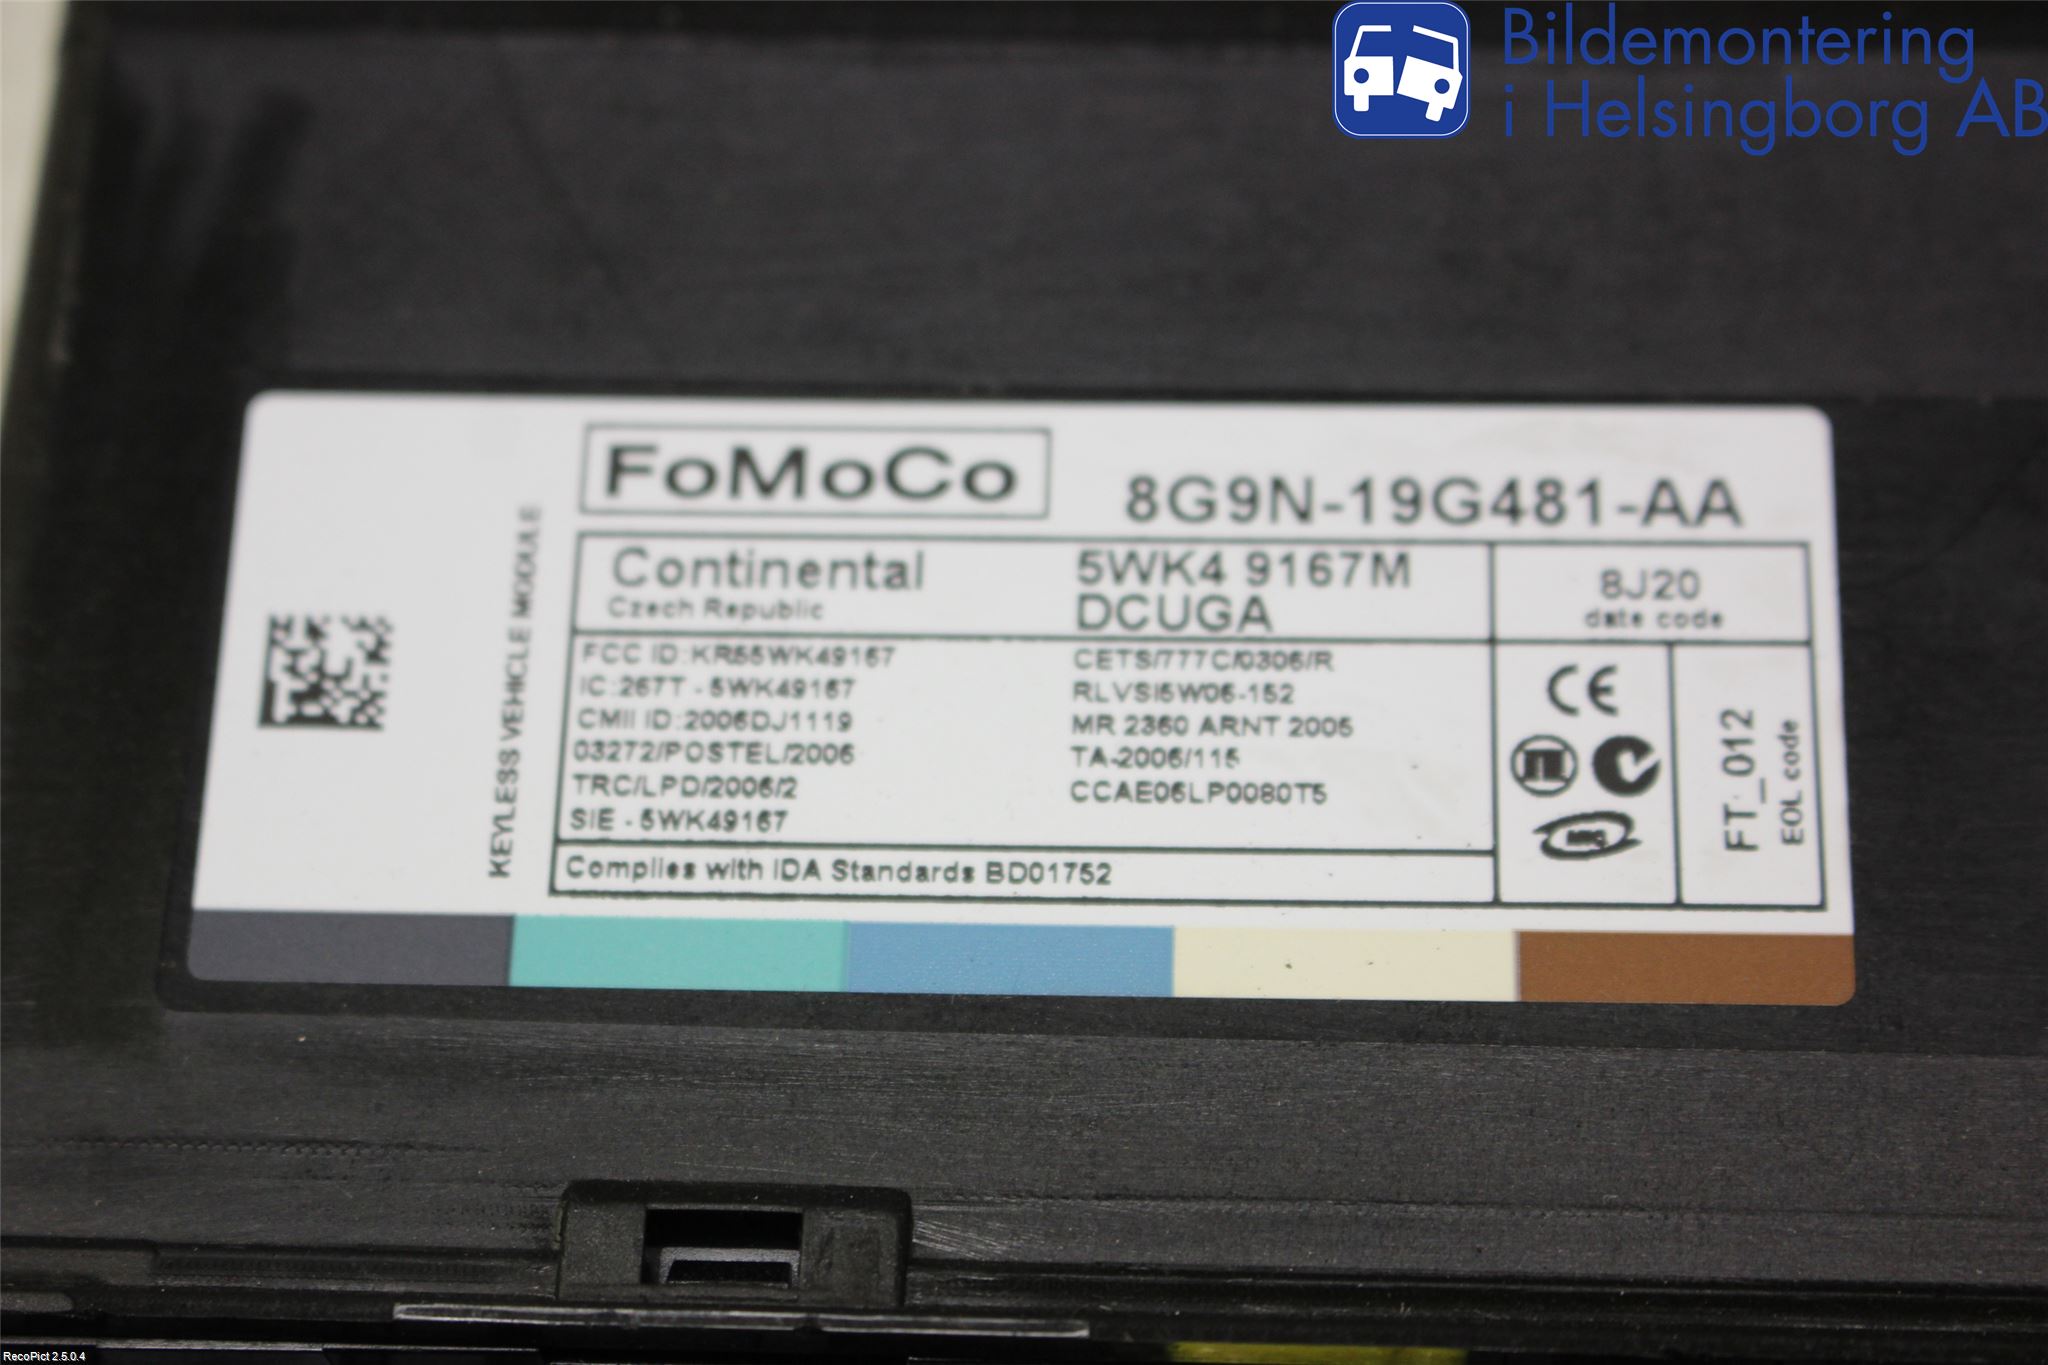 Bildemontering
i Helsingborg AB
FoMoCo
8G9N-19G481-AA
KEYLESS VEHICLE MODULE
Continental
Czech Republic
5WK4 9167M
DCUGA
8J20
date code
FCC ID:KR55WK49167
IC:267T - 5WK49167
CMII ID:2006DJ1119
03272/POSTEL/2006
TRC/LPD/2006/2
SIE - 5WK49167
CETS/777C/0306/R
RLVSI5W06-152
MR 2360 ARNT 2005
TA-2006/115
CCAE06LP0080T5
CE
FT_012
EOL code
Complies with IDA Standards BD01752
RecoPict 2.5.0.4